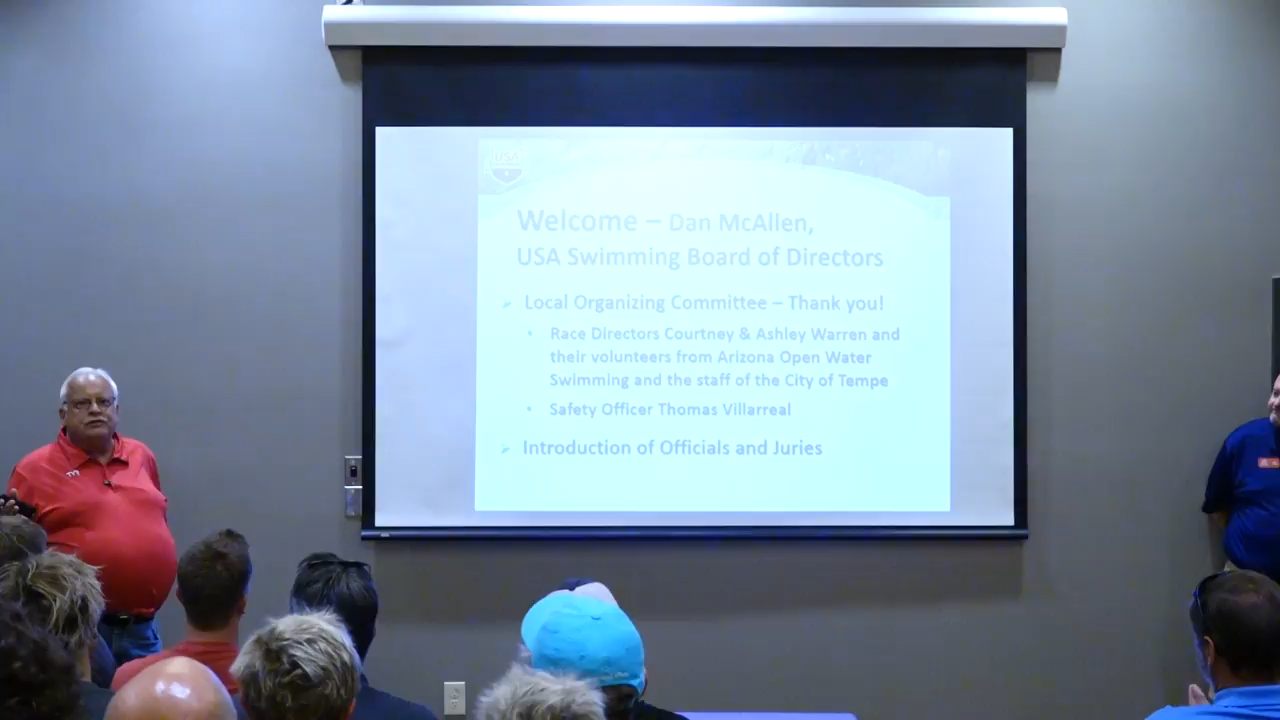 USA
Welcome – Dan McAllen,
USA Swimming Board of Directors
Local Organizing Committee – Thank you!
Race Directors Courtney & Ashley Warren and
their volunteers from Arizona Open Water
Swimming and the staff of the City of Tempe
Safety Officer Thomas Villarreal
Introduction of Officials and Juries
TYR